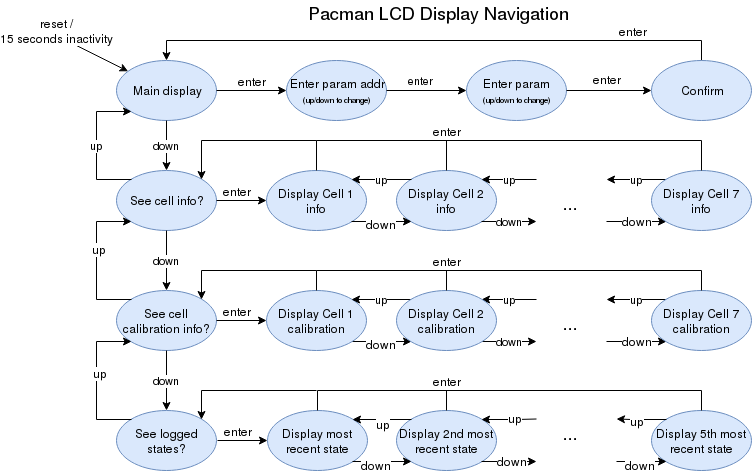 Pacman LCD Display Navigation
reset /
15 seconds inactivity
enter
Main display
enter
Enter param addr
(up/down to change)
enter
Enter param
(up/down to change)
enter
Confirm
up
down
enter
See cell info?
enter
Display Cell 1
info
up
down
Display Cell 2
info
up
down
...
up
down
Display Cell 7
info
up
down
enter
See cell
calibration info?
enter
Display Cell 1
calibration
up
down
Display Cell 2
calibration
up
down
...
up
down
Display Cell 7
calibration
up
down
enter
See logged
states?
enter
Display most
recent state
up
down
Display 2nd most
recent state
up
down
...
up
down
Display 5th most
recent state